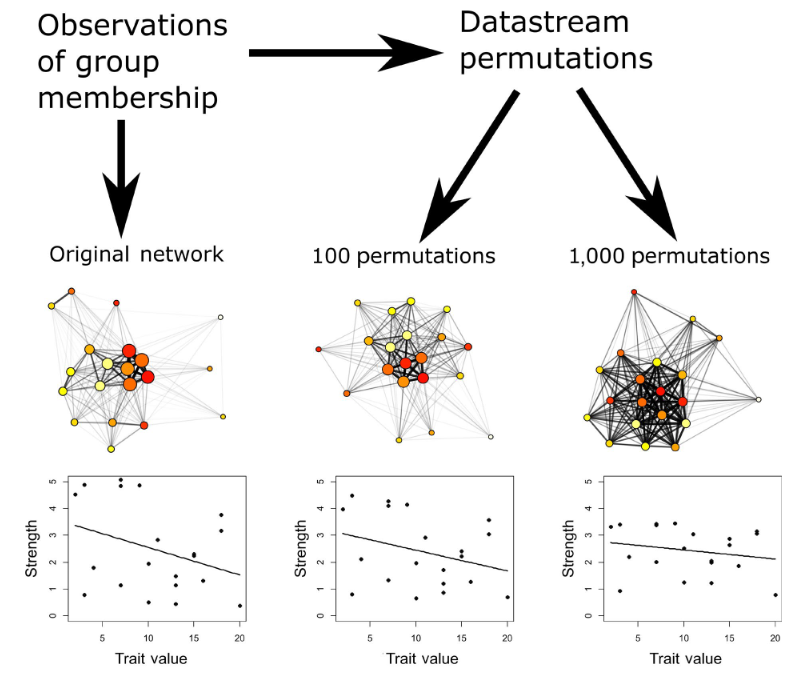 Observations
of group
membership
Datastream
permutations
Original network
100 permutations
1,000 permutations
Strength
5
4
3
2
1
0
5
10
15
20
Trait value
Strength
5
4
3
2
1
0
5
10
15
20
Trait value
Strength
5
4
3
2
1
0
5
10
15
20
Trait value